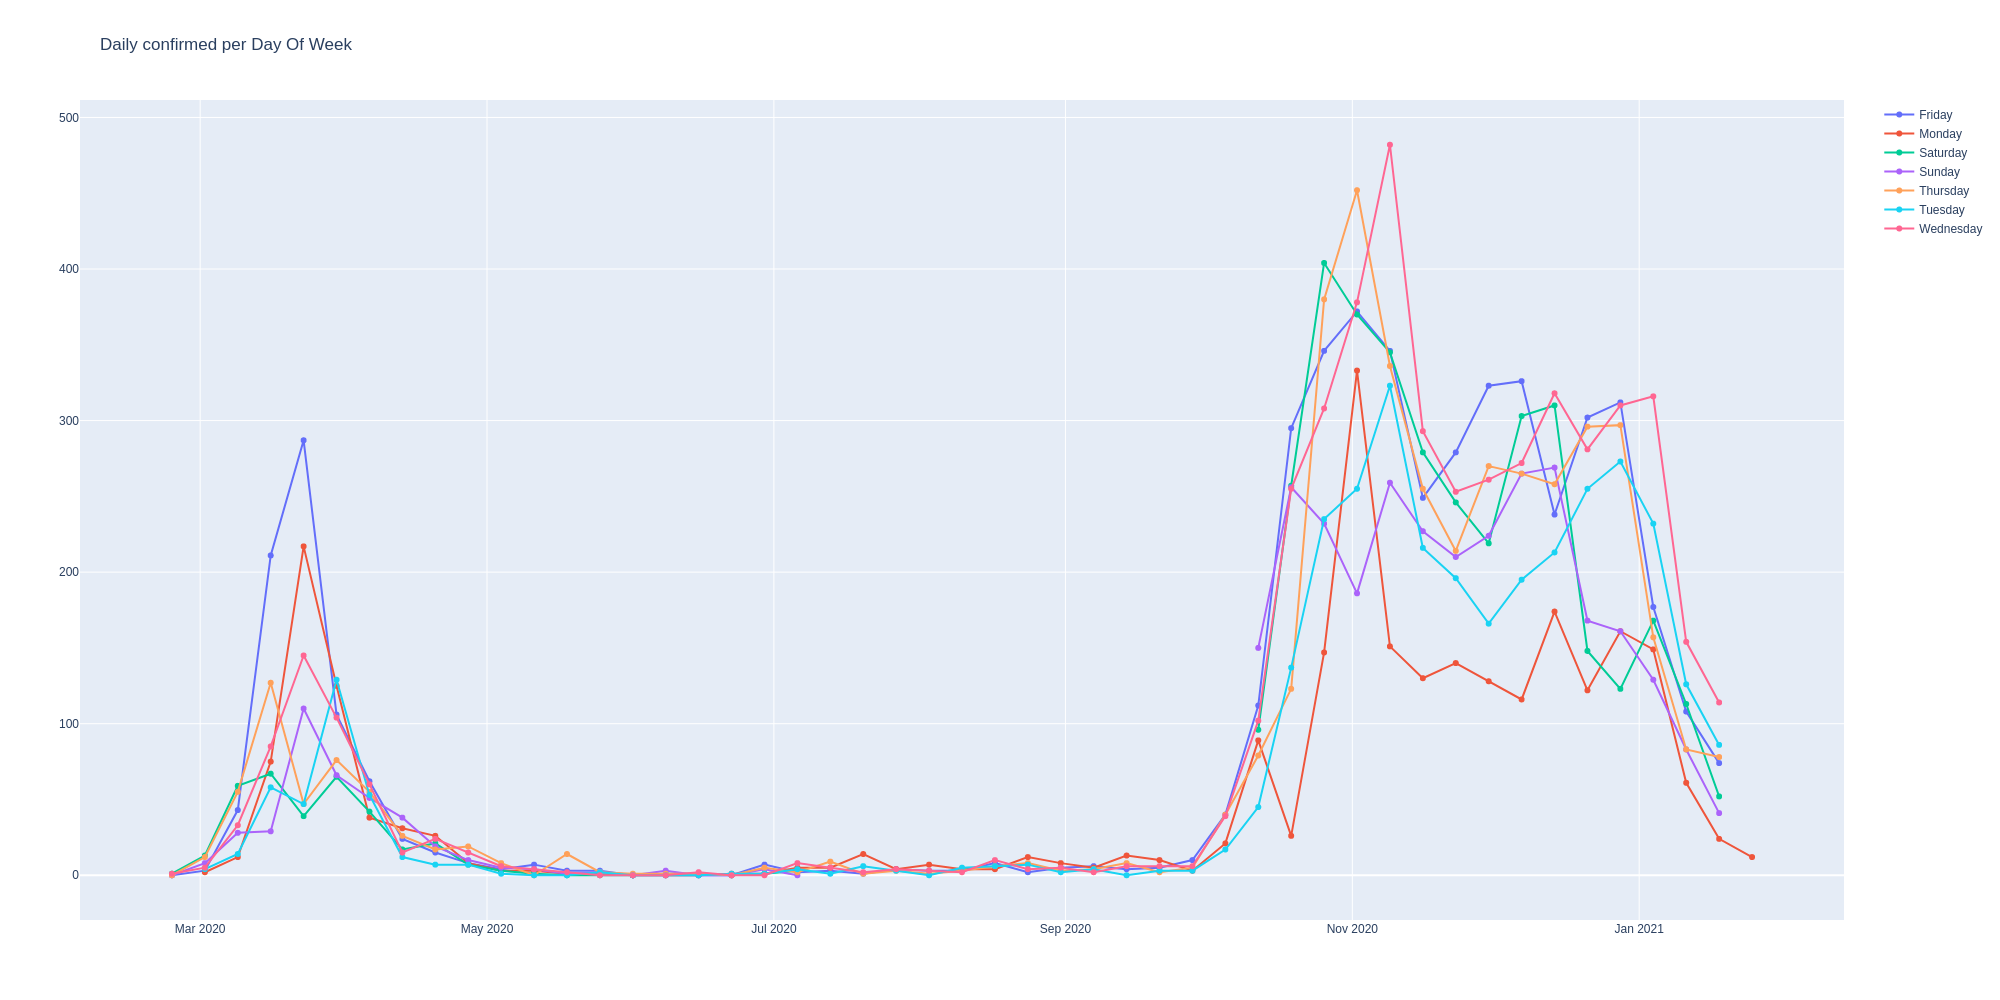 Daily confirmed per Day Of Week
500
400
300
200
100
0
Mar 2020
May 2020
Jul 2020
Sep 2020
Nov 2020
Jan 2021
Friday
Monday
Saturday
Sunday
Thursday
Tuesday
Wednesday